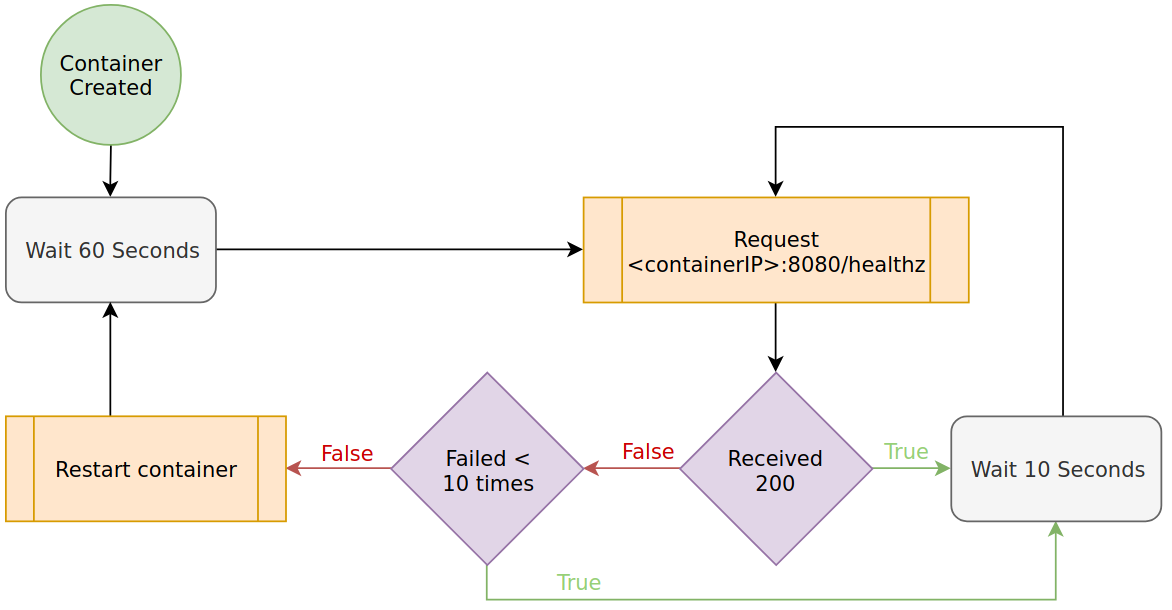 Container
Created
Wait 60 Seconds
Request
<containerIP>:8080/healthz
Restart container
False
Failed <
10 times
False
Received
200
True
Wait 10 Seconds
True